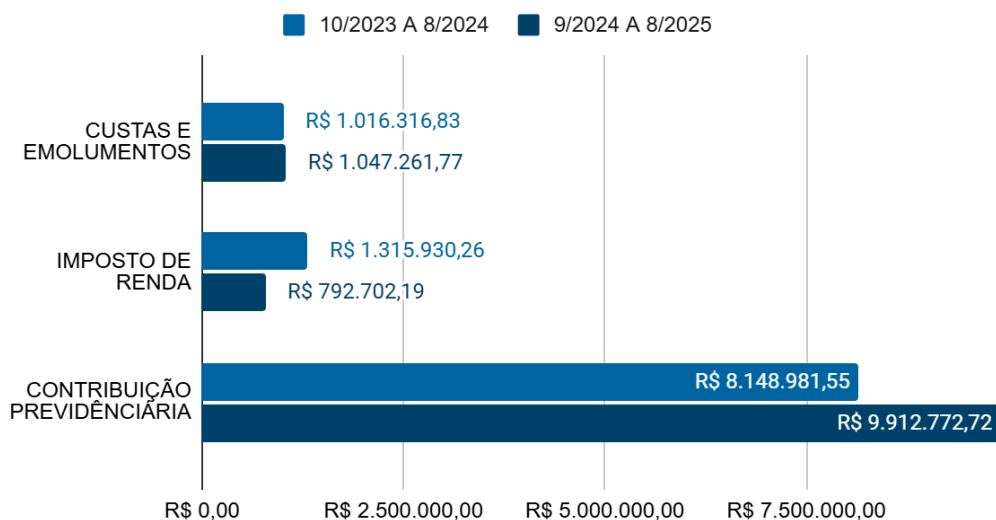 10/2023 A 8/2024 9/2024 A 8/2025
CUSTAS E
EMOLUMENTOS
R$ 1.016.316,83
R$ 1.047.261,77
IMPOSTO DE
RENDA
R$ 1.315.930,26
R$ 792.702,19
CONTRIBUIÇÃO
PREVIDÊNCIÁRIA
R$ 8.148.981,55
R$ 9.912.772,72
R$ 0,00 R$ 2.500.000,00 R$ 5.000.000,00 R$ 7.500.000,00